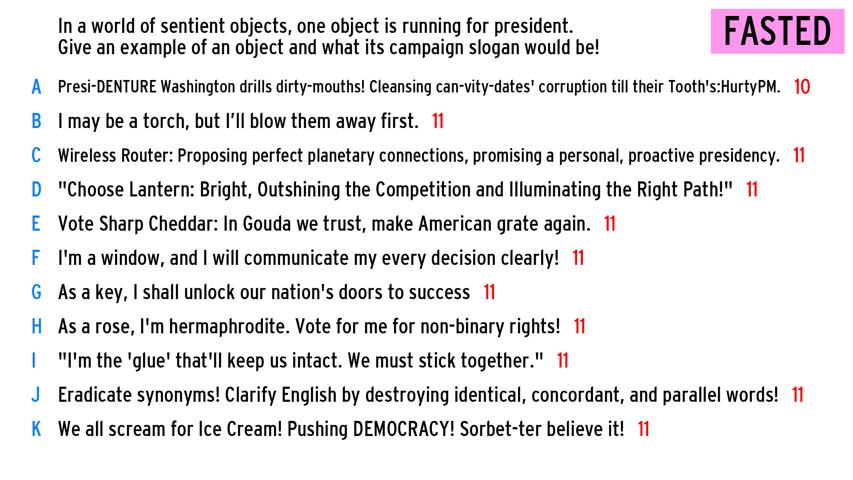 In a world of sentient objects, one object is running for president.
Give an example of an object and what its campaign slogan would be!
FASTED
A Presi-DENTURE Washington drills dirty-mouths! Cleansing can-vity-dates' corruption till their Tooth's:HurtyPM. 10
B I may be a torch, but I'll blow them away first. 11
C Wireless Router: Proposing perfect planetary connections, promising a personal, proactive presidency. 11
D "Choose Lantern: Bright, Outshining the Competition and Illuminating the Right Path!" 11
E Vote Sharp Cheddar: In Gouda we trust, make American grate again. 11
F I'm a window, and I will communicate my every decision clearly! 11
G As a key, I shall unlock our nation's doors to success 11
H As a rose, I'm hermaphrodite. Vote for me for non-binary rights! 11
I "I'm the 'glue' that'll keep us intact. We must stick together." 11
J Eradicate synonyms! Clarify English by destroying identical, concordant, and parallel words! 11
K We all scream for Ice Cream! Pushing DEMOCRACY! Sorbet-ter believe it! 11